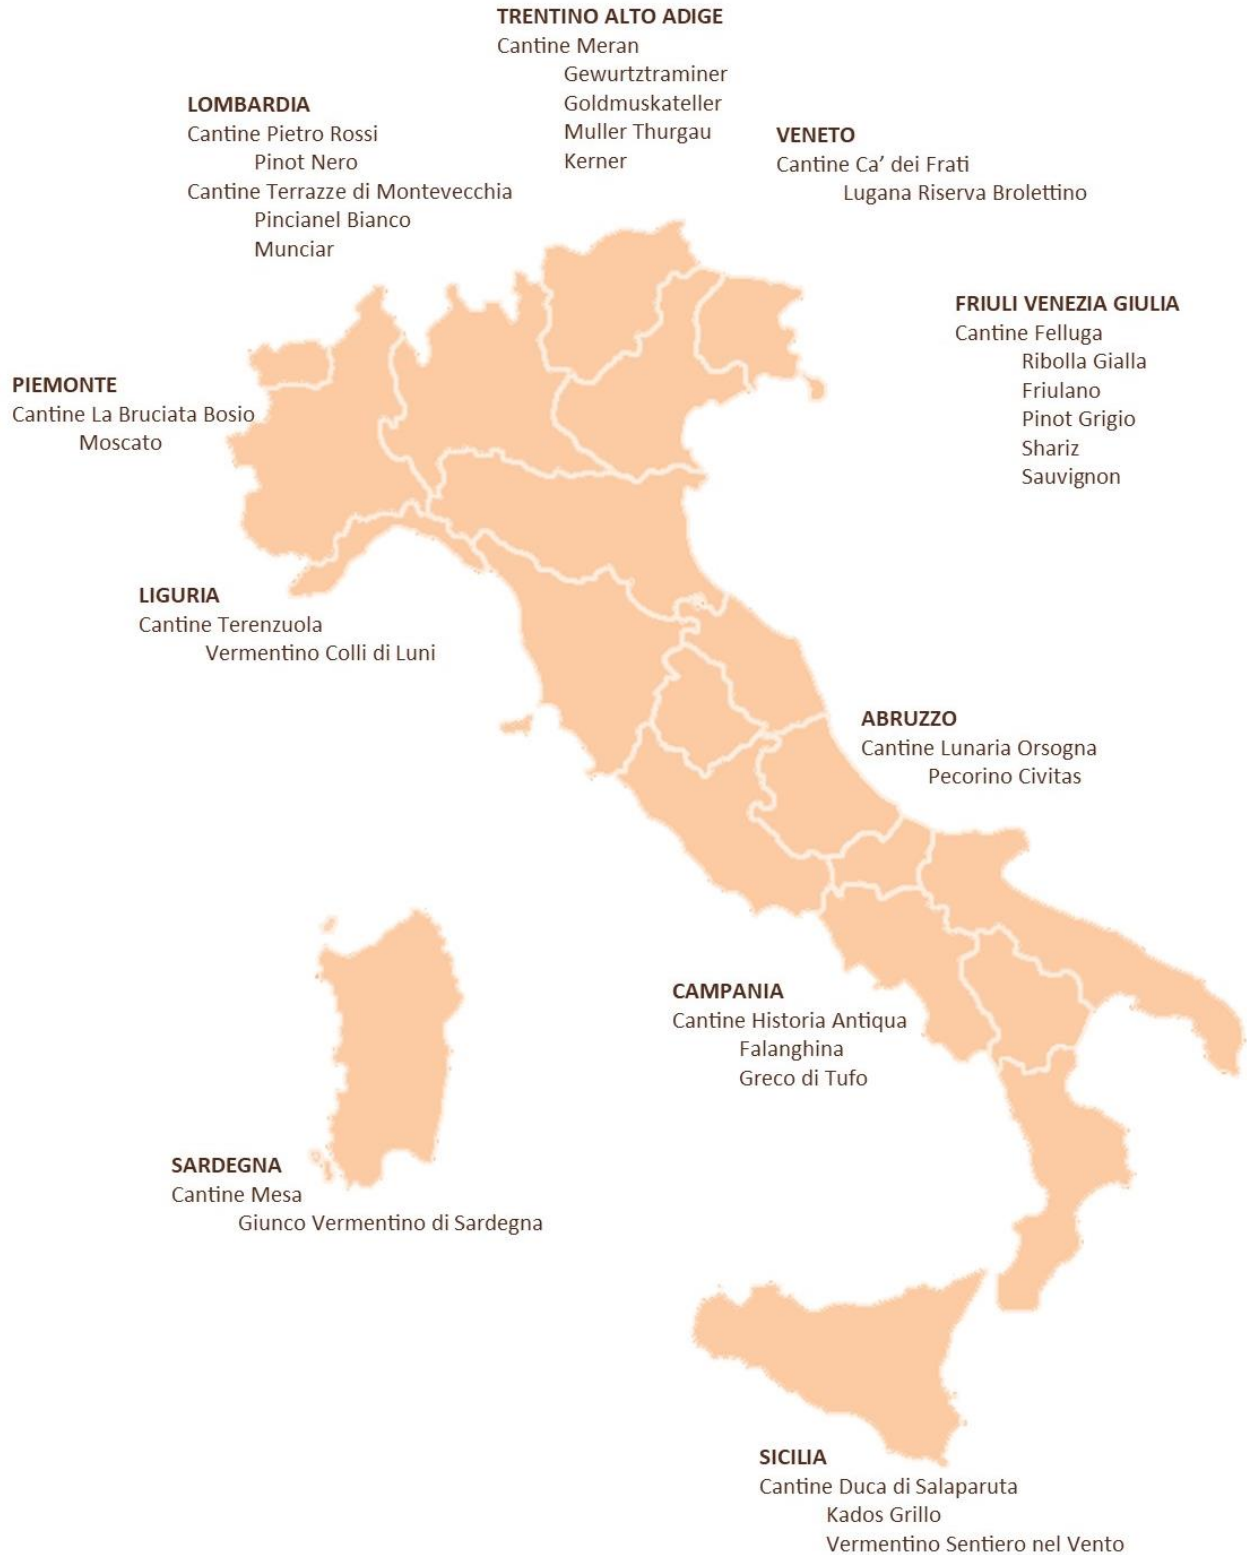 TRENTINO ALTO ADIGE
Cantine Meran
Gewurtztraminer
Goldmuskateller
Muller Thurgau
Kerner
LOMBARDIA
Cantine Pietro Rossi
Pinot Nero
Cantine Terrazze di Montevecchia
Pincianel Bianco
Munciar
VENETO
Cantine Ca’ dei Frati
Lugana Riserva Brolettino
FRIULI VENEZIA GIULIA
Cantine Felluga
Ribolla Gialla
Friulano
Pinot Grigio
Shariz
Sauvignon
PIEMONTE
Cantine La Bruciata Bosio
Moscato
LIGURIA
Cantine Terenzuola
Vermentino Colli di Luni
ABRUZZO
Cantine Lunaria Orsogna
Pecorino Civitas
CAMPANIA
Cantine Historia Antiqua
Falanghina
Greco di Tufo
SARDEGNA
Cantine Mesa
Giunco Vermentino di Sardegna
SICILIA
Cantine Duca di Salaparuta
Kados Grillo
Vermentino Sentiero nel Vento